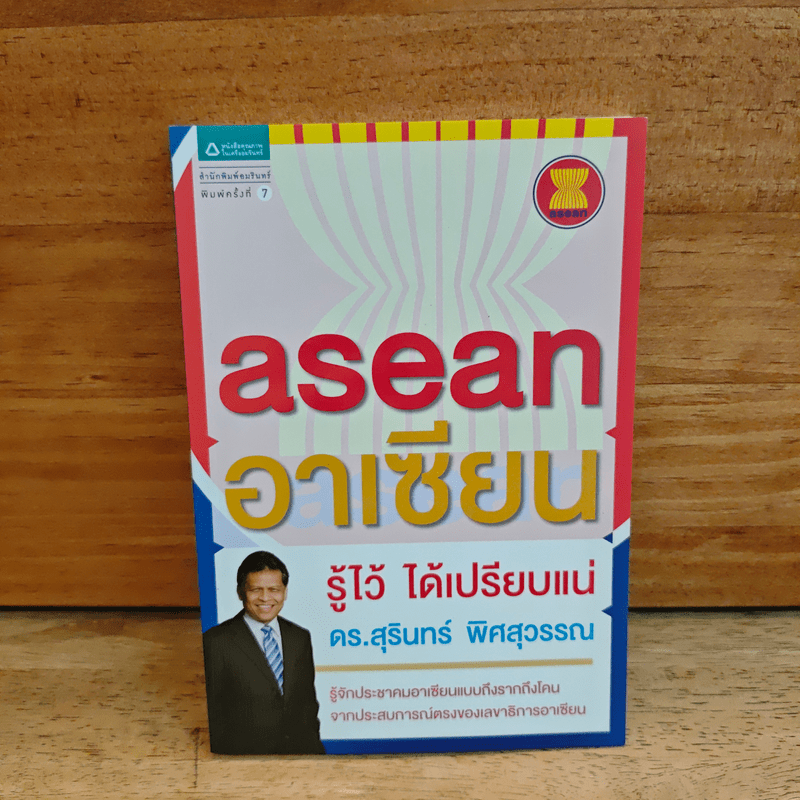 หนังสือคุณภาพ
ในเครืออมรินทร์
สำนักพิมพ์อมรินทร์
พิมพ์ครั้งที่ 7
asean
asean
อาเซียน
asean
รู้ไว้ ได้เปรียบแน่
ดร.สุรินทร์ พิศสุวรรณ
รู้จักประชาคมอาเซียนแบบถึงรากถึงโคน
จากประสบการณ์ตรงของเลขาธิการอาเซียน